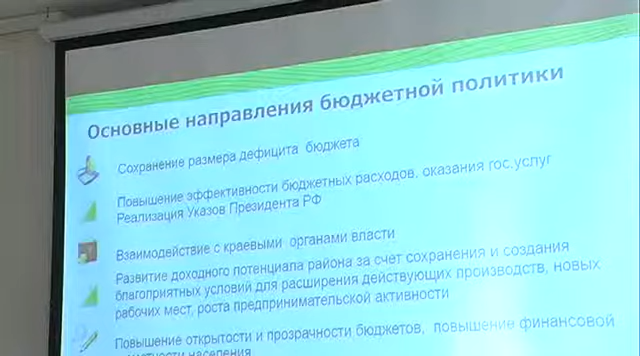 Основные направления бюджетной политики
Сохранение размера дефицита бюджета
Повышение эффективности бюджетных расходов, оказания гос.услуг
Реализация Указов Президента РФ
Взаимодействие с краевыми органами власти
Развитие доходного потенциала района за счет сохранения и создания
благоприятных условий для расширения действующих производств, новых
рабочих мест, роста предпринимательской активности
Повышение открытости и прозрачности бюджетов, повышение финансовой
населения